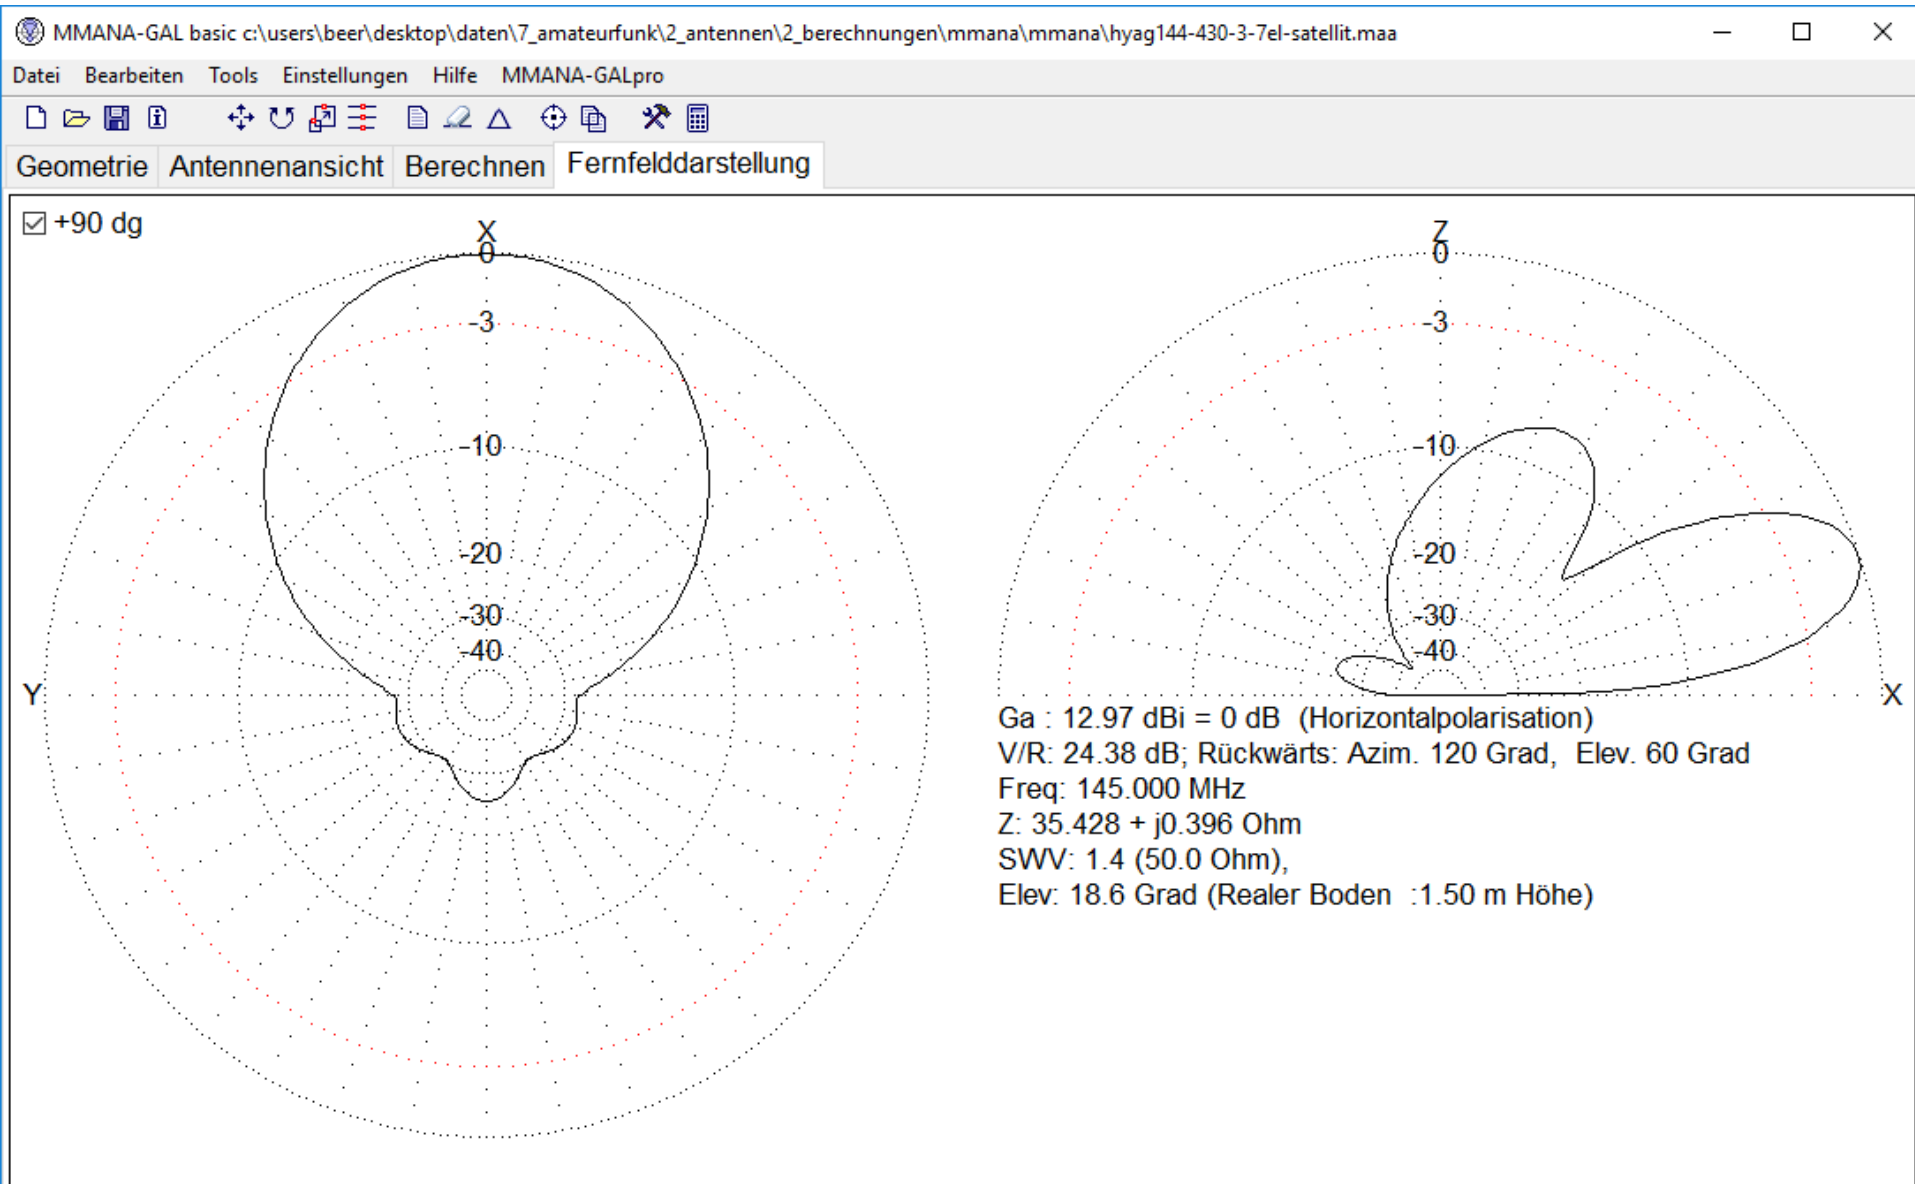 MMANA-GAL basic c:\users\beer\desktop\daten\7_amateurfunk\2_antennen\2_berechnungen\mmana\mmana\hyag144-430-3-7el-satellit.maa
Datei Bearbeiten Tools Einstellungen Hilfe MMANA-GALpro
Geometrie Antennenansicht Berechnen Fernfelddarstellung
+90 dg
X
0
-3
-10
-20
-30
-40
Y
Z
0
-3
-10
-20
-30
-40
X
Ga : 12.97 dBi = 0 dB (Horizontalpolarisation)
V/R: 24.38 dB; Rückwärts: Azim. 120 Grad, Elev. 60 Grad
Freq: 145.000 MHz
Z: 35.428 + j0.396 Ohm
SWV: 1.4 (50.0 Ohm),
Elev: 18.6 Grad (Realer Boden :1.50 m Höhe)